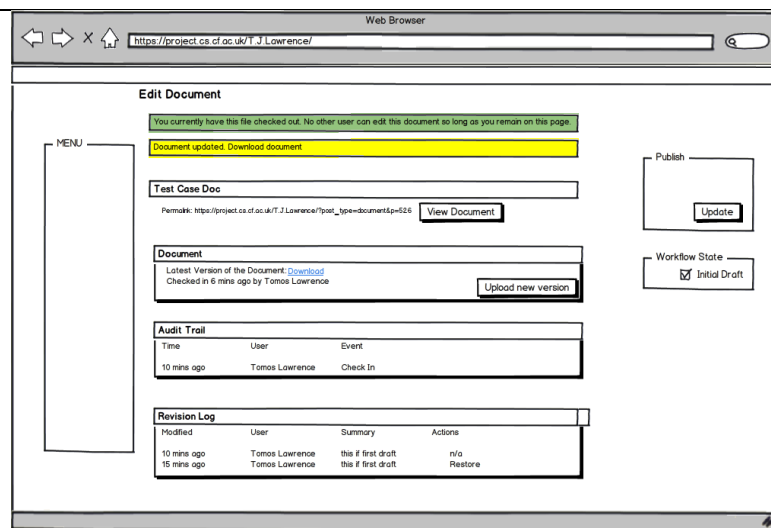 Web Browser
https://project.cs.cf.ac.uk/T.J.Lawrence/
Edit Document
You currently have this file checked out. No other user can edit this document so long as you remain on this page.
MENU
Document updated. Download document
Publish
Test Case Doc
Permalink: https://project.cs.cf.ac.uk/T.J.Lawrence/?post_type=document&p=526 View Document
Update
Document
Latest Version of the Document: Download
Checked in 6 mins ago by Tomos Lawrence
Upload new version
Workflow State
Initial Draft
Audit Trail
Time User Event
10 mins ago Tomos Lawrence Check In
Revision Log
Modified User Summary Actions
10 mins ago Tomos Lawrence this if first draft n/a
15 mins ago Tomos Lawrence this if first draft Restore